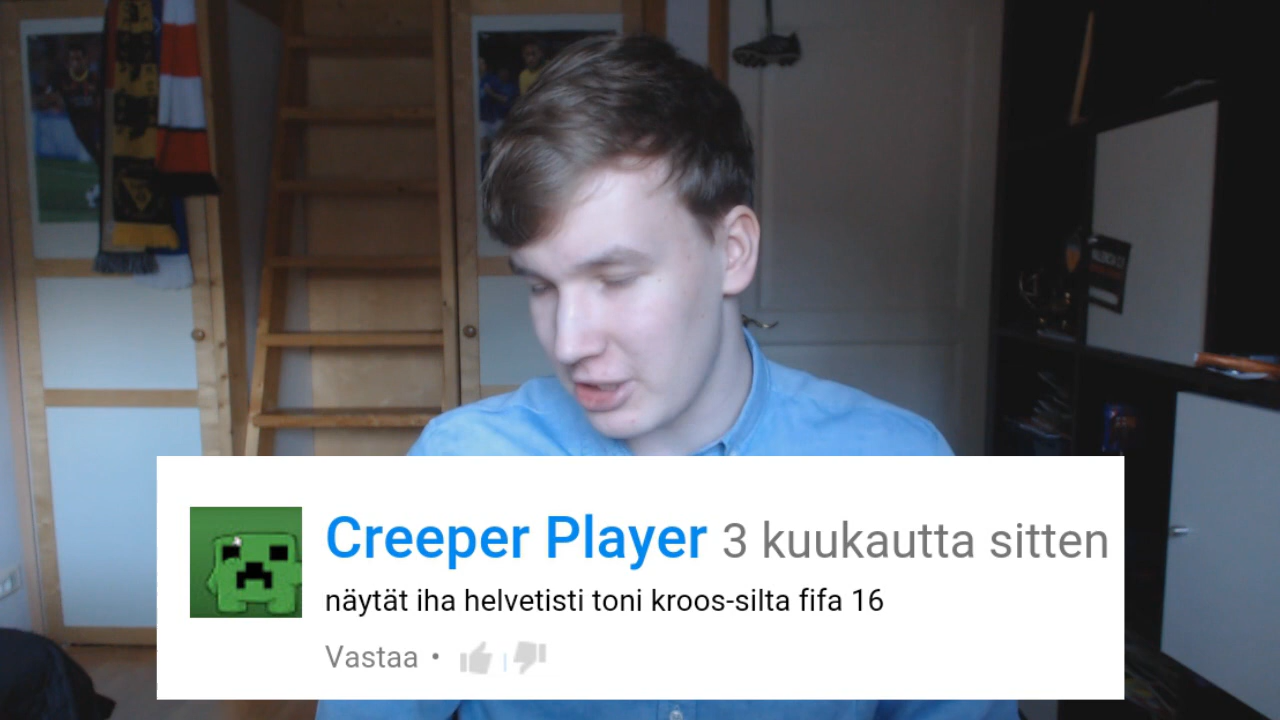 Creeper Player 3 kuukautta sitten
näytät iha helvetisti toni kroos-silta fifa 16
Vastaa •